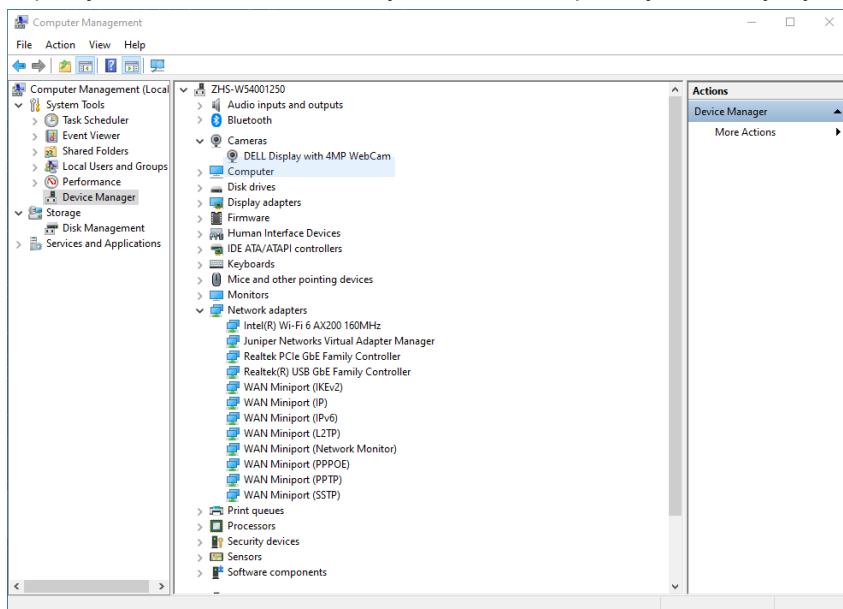 Computer Management
File Action View Help
Computer Management (Local
System Tools
Task Scheduler
Event Viewer
Shared Folders
Local Users and Groups
Performance
Device Manager
Storage
Disk Management
Services and Applications
ZHS-W54001250
Audio inputs and outputs
Bluetooth
Cameras
DELL Display with 4MP WebCam
Computer
Disk drives
Display adapters
Firmware
Human Interface Devices
IDE ATA/ATAPI controllers
Keyboards
Mice and other pointing devices
Monitors
Network adapters
Intel(R) Wi-Fi 6 AX200 160MHz
Juniper Networks Virtual Adapter Manager
Realtek PCIe GbE Family Controller
Realtek(R) USB GbE Family Controller
WAN Miniport (IKEv2)
WAN Miniport (IP)
WAN Miniport (IPv6)
WAN Miniport (L2TP)
WAN Miniport (Network Monitor)
WAN Miniport (PPPOE)
WAN Miniport (PPTP)
WAN Miniport (SSTP)
Print queues
Processors
Security devices
Sensors
Software components
Actions
Device Manager
More Actions